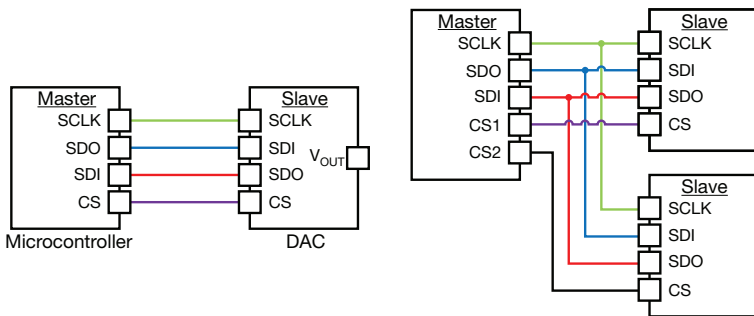 Master
SCLK
SDO
SDI
CS
Microcontroller
Slave
SCLK
SDI
SDO
CS
VOUT
DAC
Master
SCLK
SDO
SDI
CS1
CS2
Slave
SCLK
SDI
SDO
CS
Slave
SCLK
SDI
SDO
CS